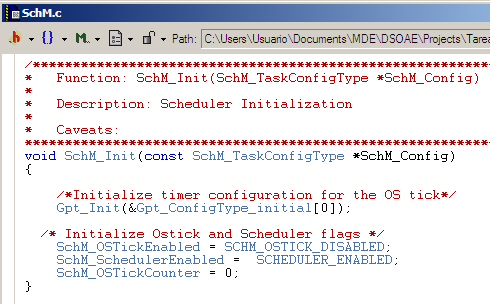 SchM.c
.h {} M. Path: C:\Users\Usuario\Documents\MDE\DSOAE\Projects\Tarea
/**********************************************************
* Function: SchM_Init(SchM_TaskConfigType *SchM_Config)
*
* Description: Scheduler Initialization
*
* Caveats:
***********************************************************
void SchM_Init(const SchM_TaskConfigType *SchM_Config)
{
/*Initialize timer configuration for the OS tick*/
Gpt_Init(&Gpt_ConfigType_initial[0]);
/* Initialize Ostick and Scheduler flags */
SchM_OSTickEnabled = SCHM_OSTICK_DISABLED;
SchM_SchedulerEnabled =  SCHEDULER_ENABLED;
SchM_OSTickCounter = 0;
}